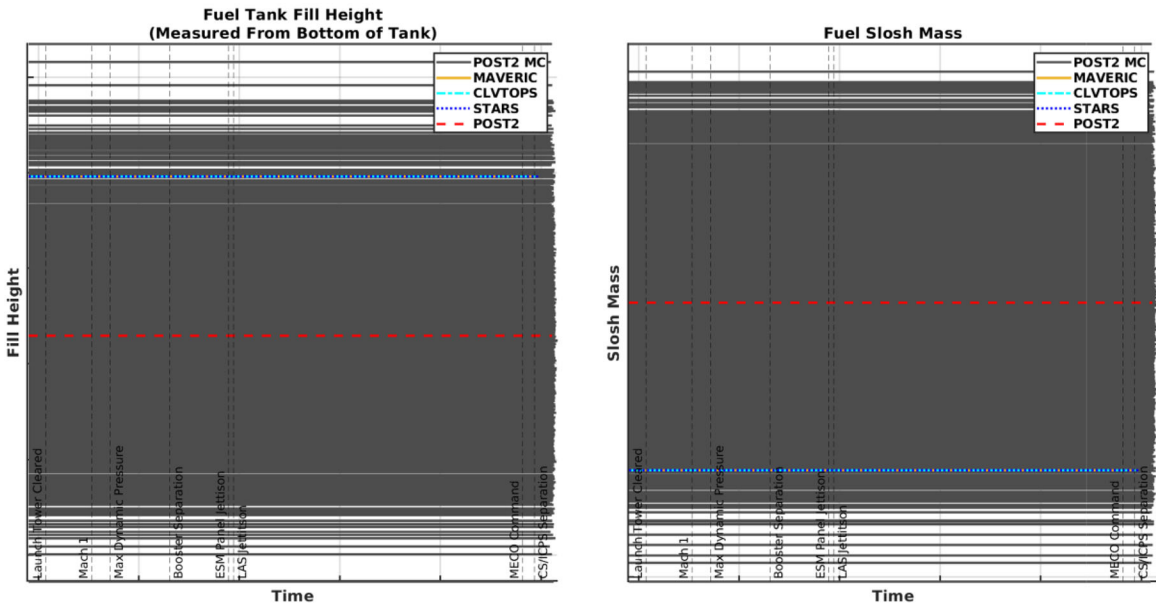 Fuel Tank Fill Height
(Measured From Bottom of Tank)
POST2 MC
MAVERIC
CLVTOPS
STARS
POST2
Fill Height
Launch Tower Cleared
Mach 1
Max Dynamic Pressure
Booster Separation
ESM Panel Jettison
LAS Jettitson
MECO Command
CS/ICPS Separation
Time
Fuel Slosh Mass
POST2 MC
MAVERIC
CLVTOPS
STARS
POST2
Slosh Mass
Launch Tower Cleared
Mach 1
Max Dynamic Pressure
Booster Separation
ESM Panel Jettison
LAS Jettitson
MECO Command
CS/ICPS Separation
Time